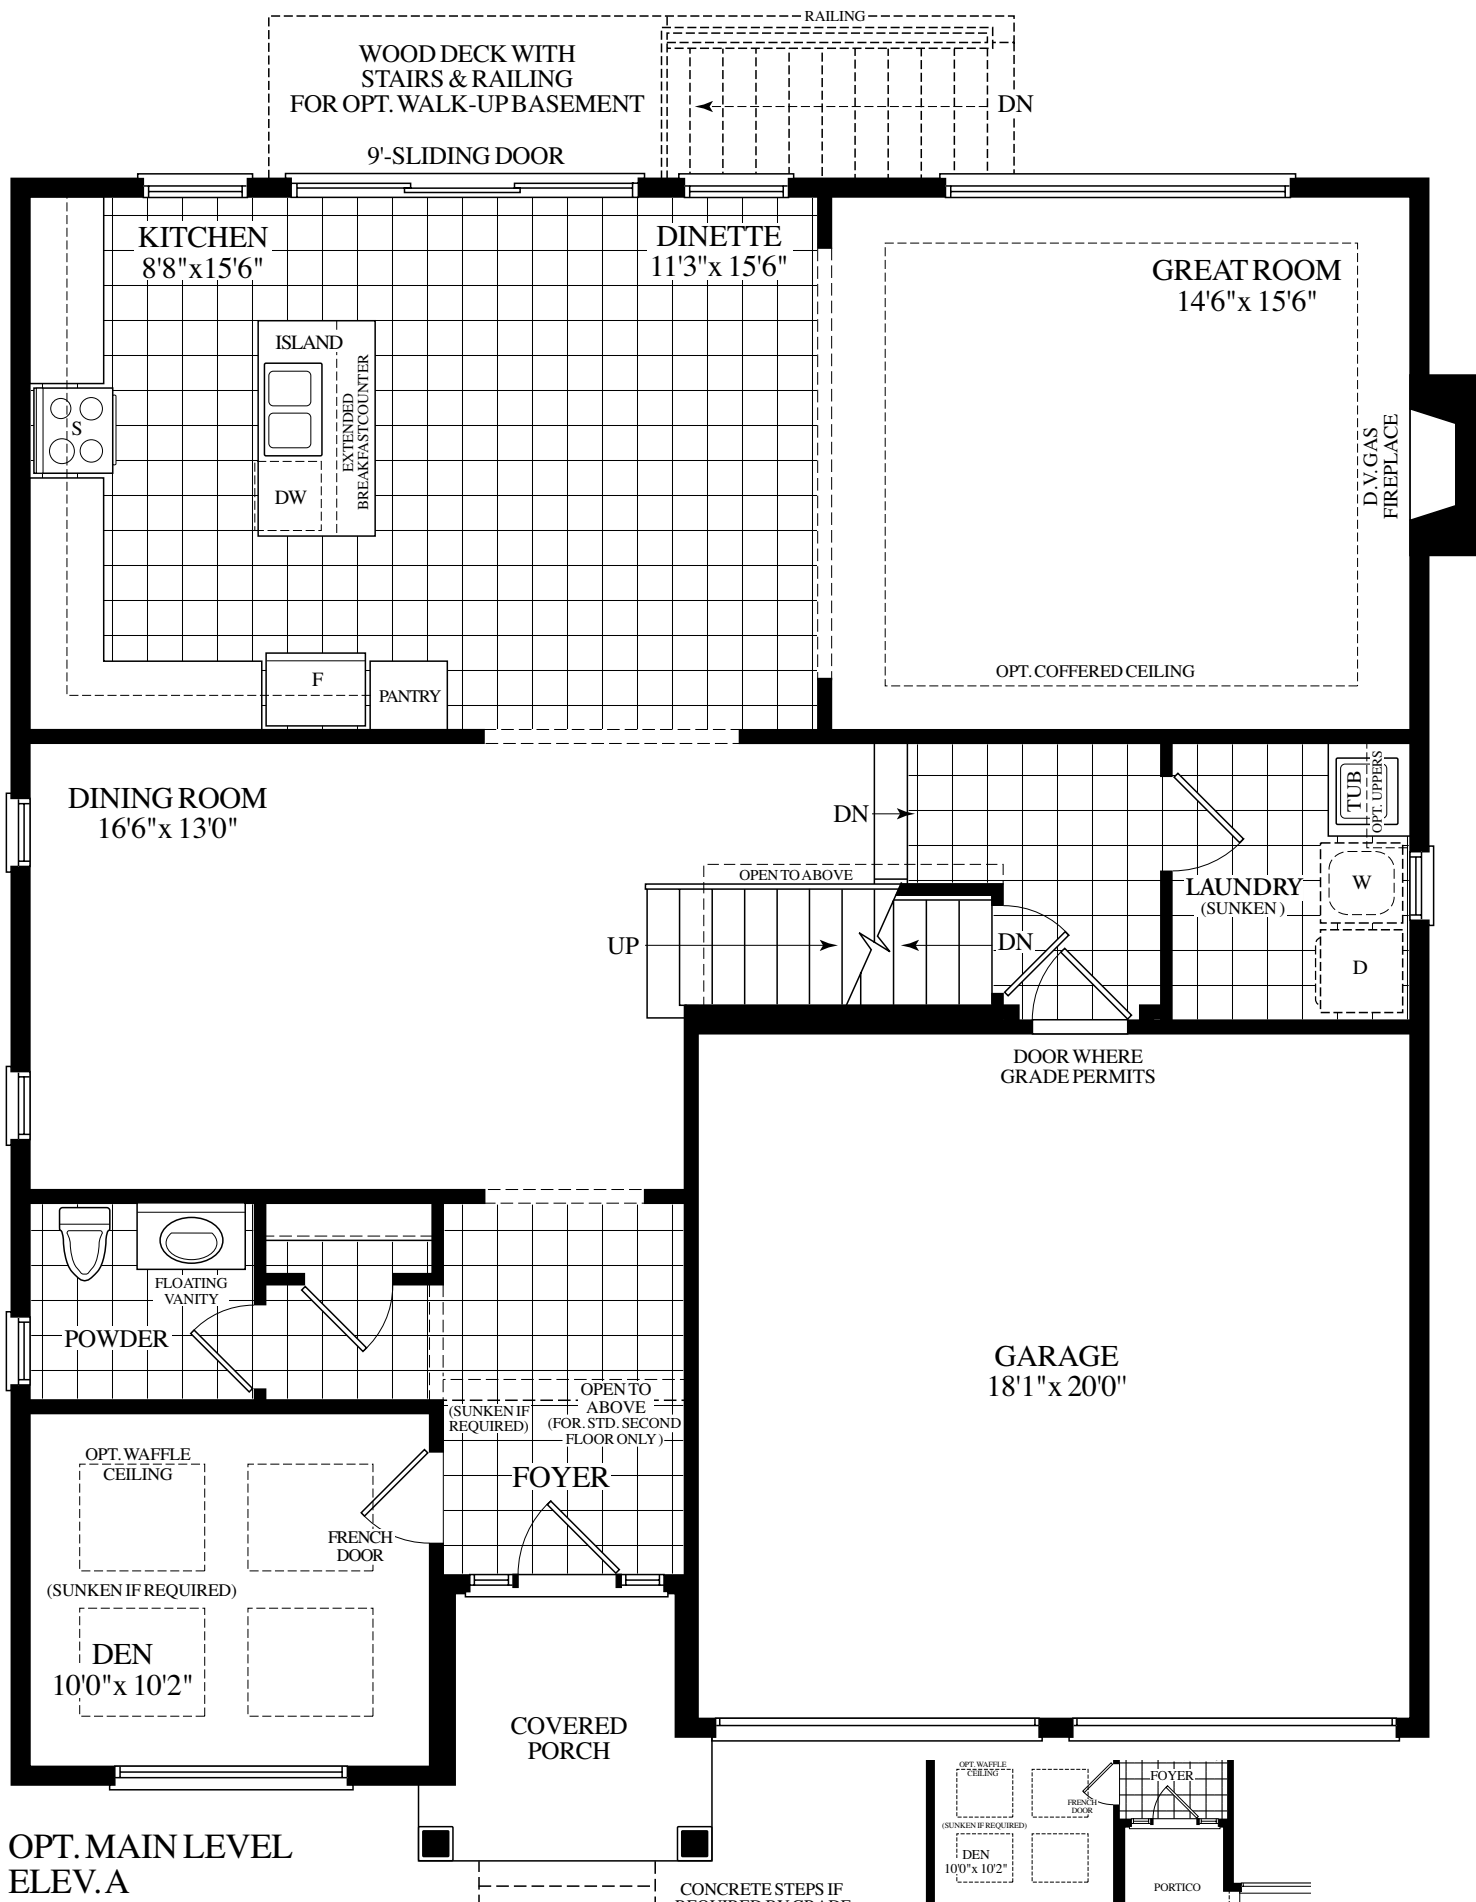 RAILING
WOOD DECK WITH
STAIRS & RAILING
FOR OPT. WALK-UP BASEMENT
DN
9'-SLIDING DOOR
KITCHEN
8'8"x15'6"
DINETTE
11'3"x 15'6"
GREAT ROOM
14'6"x 15'6"
ISLAND
EXTENDED
BREAKFASTCOUNTER
S
DW
D.V. GAS
FIREPLACE
F
PANTRY
OPT. COFFERED CEILING
DINING ROOM
16'6"x 13'0"
DN
TUB
OPT. UPPERS
OPEN TO ABOVE
LAUNDRY
(SUNKEN)
W
UP
DN
D
DOOR WHERE
GRADE PERMITS
FLOATING
VANITY
POWDER
GARAGE
18'1"x 20'0"
OPEN TO
ABOVE
(FOR. STD. SECOND
FLOOR ONLY)
(SUNKEN IF
REQUIRED)
OPT. WAFFLE
CEILING
FOYER
FRENCH
DOOR
(SUNKEN IF REQUIRED)
DEN
10'0"x 10'2"
COVERED
PORCH
OPT. WAFFLE
CEILING
FOYER
FRENCH
DOOR
(SUNKEN IF REQUIRED)
DEN
10'0"x 10'2"
PORTICO
OPT. MAIN LEVEL
ELEV. A
CONCRETE STEPS IF
REQUIRED BY GRADE